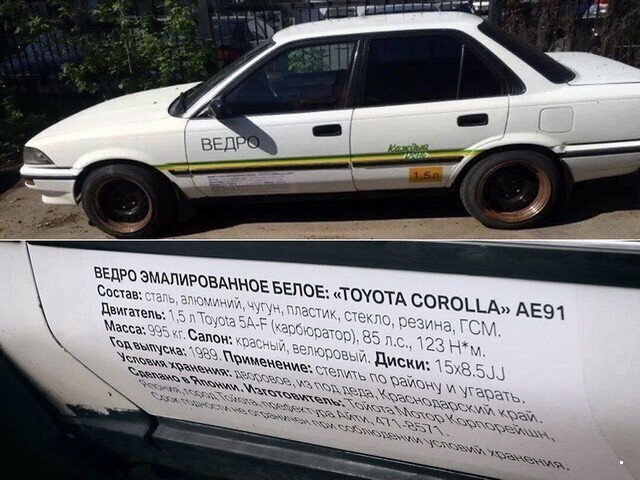 ВЕДРО
Каждый
День
1.5л
ВЕДРО ЭМАЛИРОВАННОЕ БЕЛОЕ: «TOYOTA COROLLA» AE91
Состав: сталь, алюминий, чугун, пластик, стекло, резина, ГСМ.
Двигатель: 1,5 л Toyota 5A-F (карбюратор), 85 л.с., 123 Н*м.
Масса: 995 кг. Салон: красный, велюровый. Диски: 15x8.5JJ
Год выпуска: 1989. Применение: стелить по району и угарать.
Условия хранения: дворовое, из под деда, Краснодарский край.
Сделано в Японии. Изготовитель: Тойота Мотор Корпорейшн,
Япония, город Тойота, префектура Айти, 471-8571.
Срок годности не ограничен при соблюдении условий хранения.